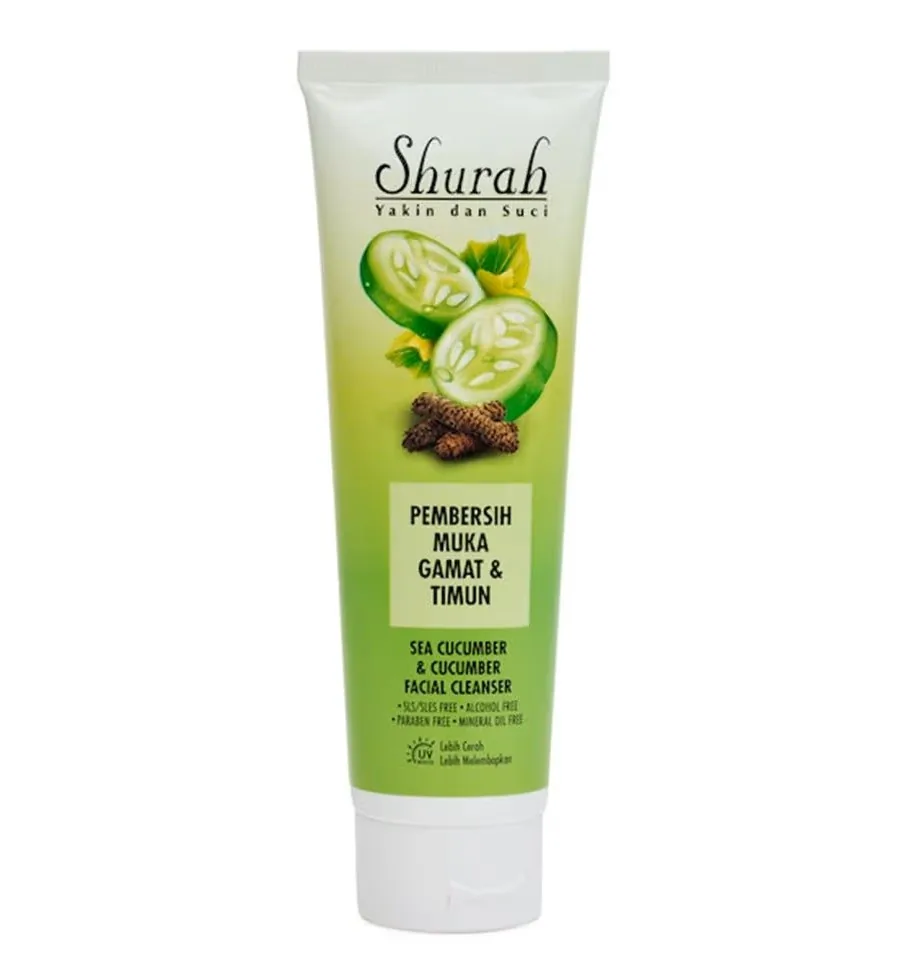 Shurah
Yakin dan Suci
PEMBERSIH
MUKA
GAMAT &
TIMUN
SEA CUCUMBER
& CUCUMBER
FACIAL CLEANSER
• SLS/SLES FREE • ALCOHOL FREE
• PARABEN FREE • MINERAL OIL FREE
UV
Lebih Cerah
Lebih Melembapkan